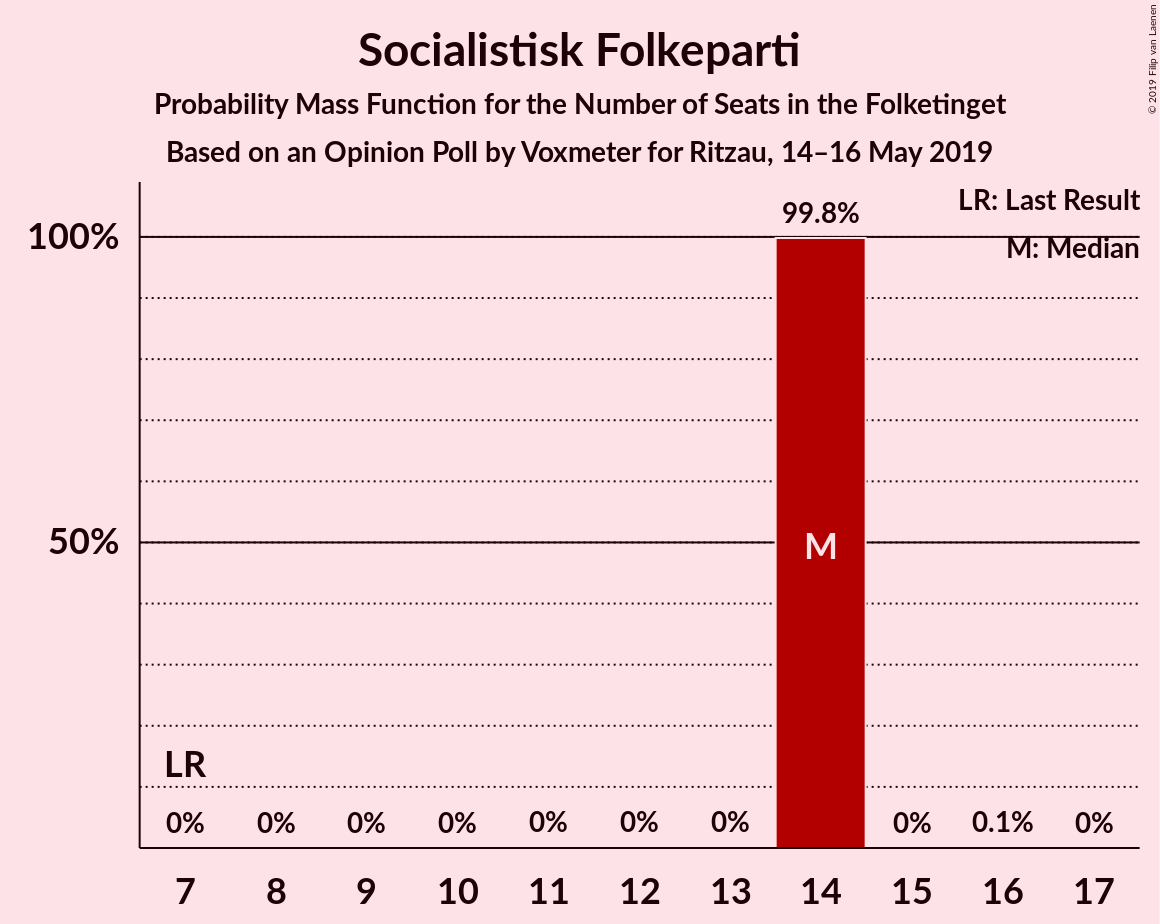 Socialistisk Folkeparti
Probability Mass Function for the Number of Seats in the Folketinget
Based on an Opinion Poll by Voxmeter for Ritzau, 14–16 May 2019
© 2019 Filip van Laenen
LR: Last Result
M: Median
99.8%
100%
50%
M
LR
0% 0% 0% 0% 0% 0% 0% 0% 0.1% 0%
7 8 9 10 11 12 13 14 15 16 17